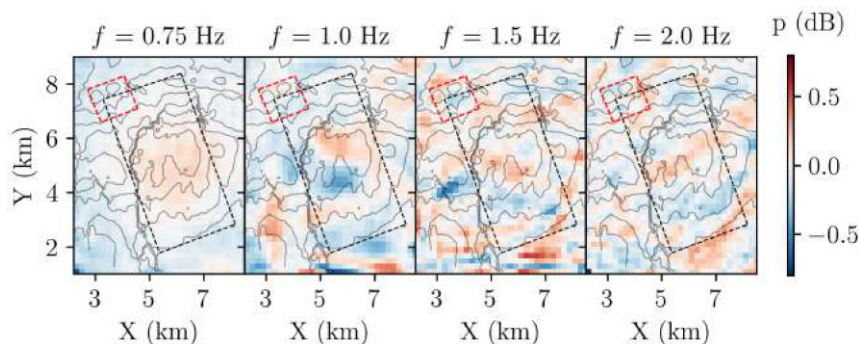 p (dB)
f = 0.75 Hz f = 1.0 Hz f = 1.5 Hz f = 2.0 Hz
8
6
4
2
Y (km)
0.5
0.0
−0.5
3 5 7 3 5 7 3 5 7 3 5 7
X (km) X (km) X (km) X (km)